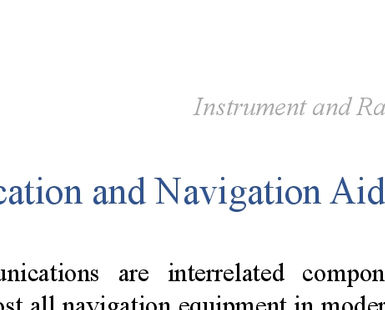 Instrument and Ra
cation and Navigation Aid
unications are interrelated compon
ost all navigation equipment in moder